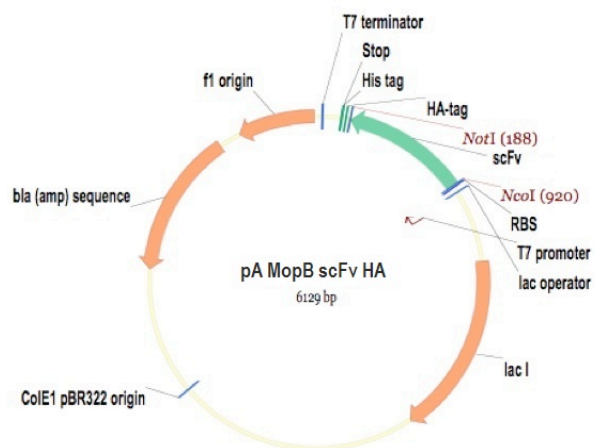 T7 terminator
Stop
His tag
f1 origin
HA-tag
NotI (188)
scFv
bla (amp) sequence
NcoI (920)
RBS
T7 promoter
lac operator
pA MopB scFv HA
6129 bp
lac I
ColE1 pBR322 origin